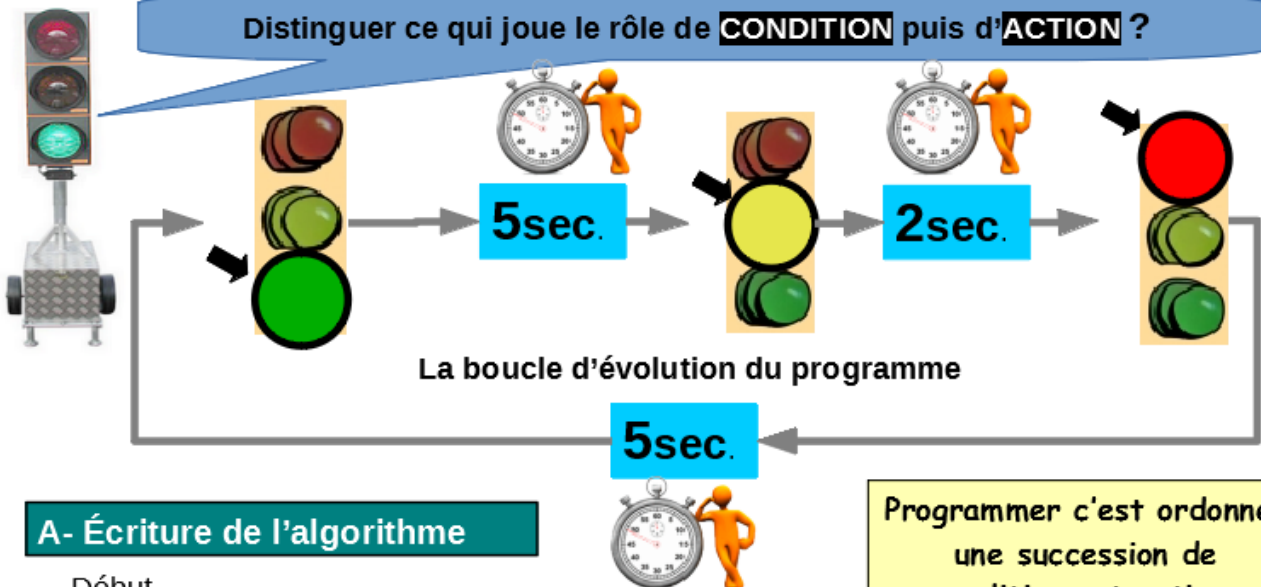 Distinguer ce qui joue le rôle de CONDITION puis d'ACTION ?
5sec.
2sec.
La boucle d'évolution du programme
5sec.
A- Écriture de l'algorithme
Début
Programmer c'est ordonne
une succession de